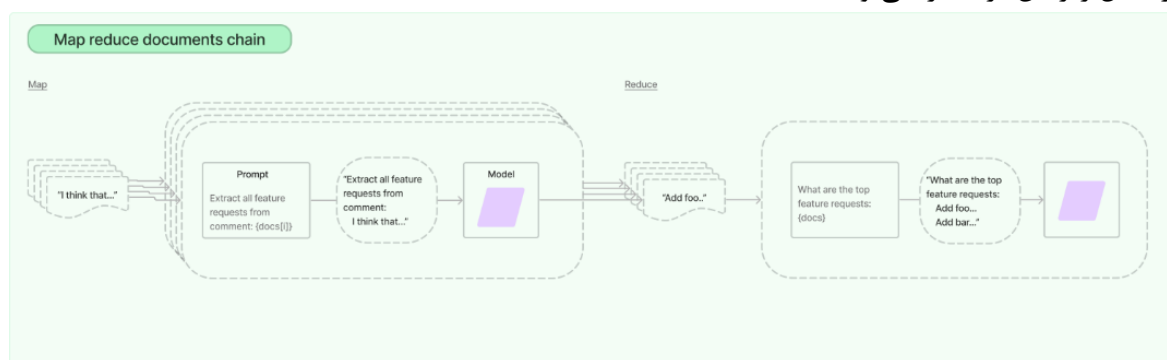 Map reduce documents chain
Map
Reduce
"I think that..."
Prompt
Extract all feature
requests from
comment: {docs[i]}
"Extract all feature
requests from
comment:
I think that..."
Model
"Add foo.."
What are the top
feature requests:
{docs}
"What are the top
feature requests:
Add foo...
Add bar..."